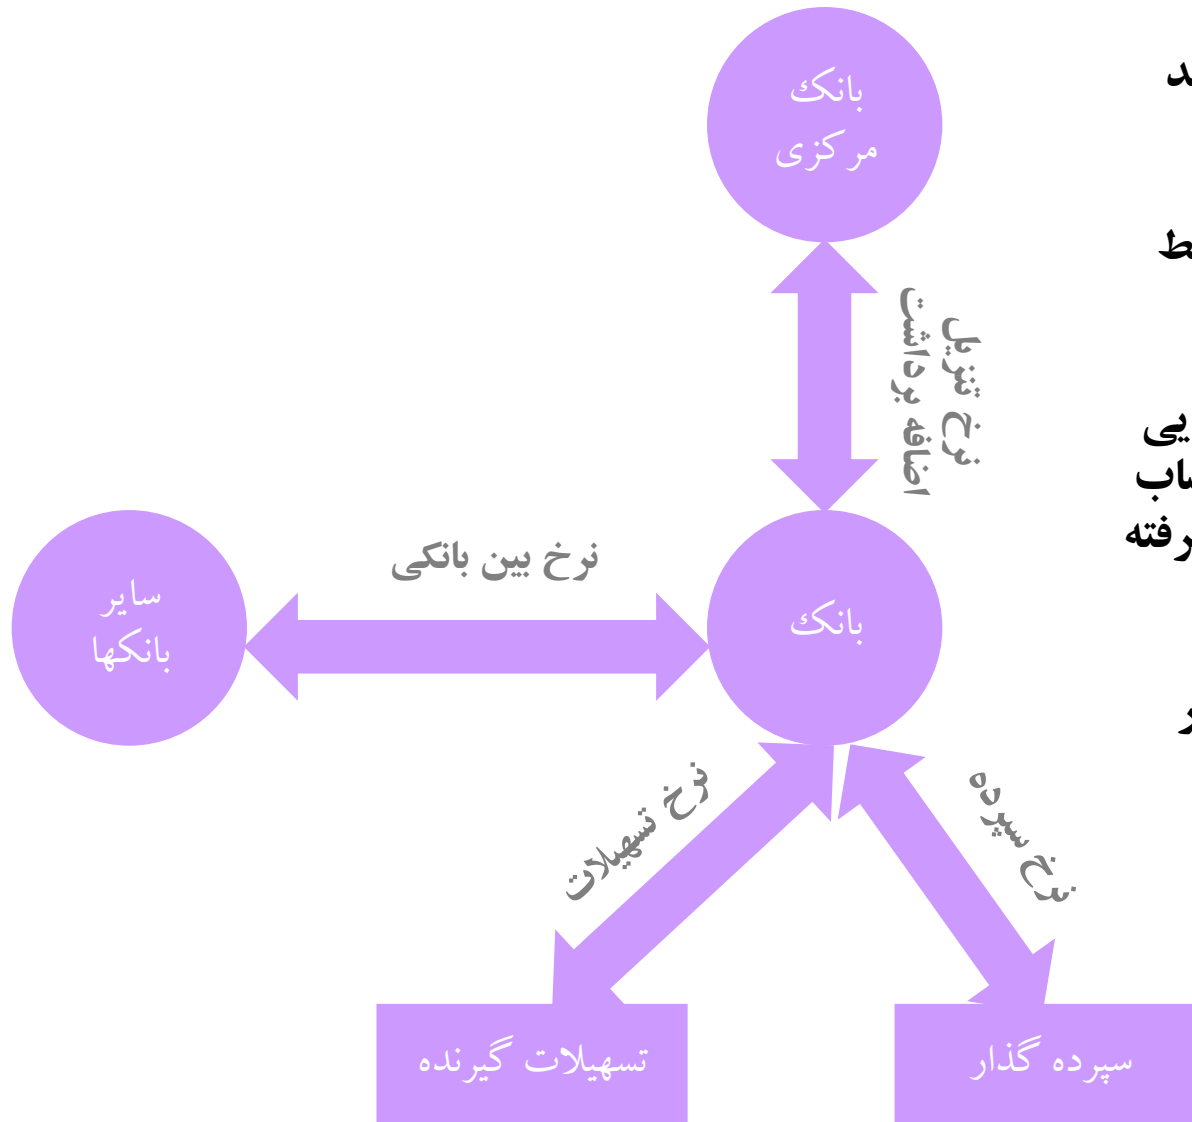 بانک
مرکزی
نرخ تنزیل
اضافه برداشت
نرخ بین بانکی
سایر
بانکها
بانک
نرخ تسهیلات
نرخ سپرده
تسهیلات گیرنده
سپرده گذار